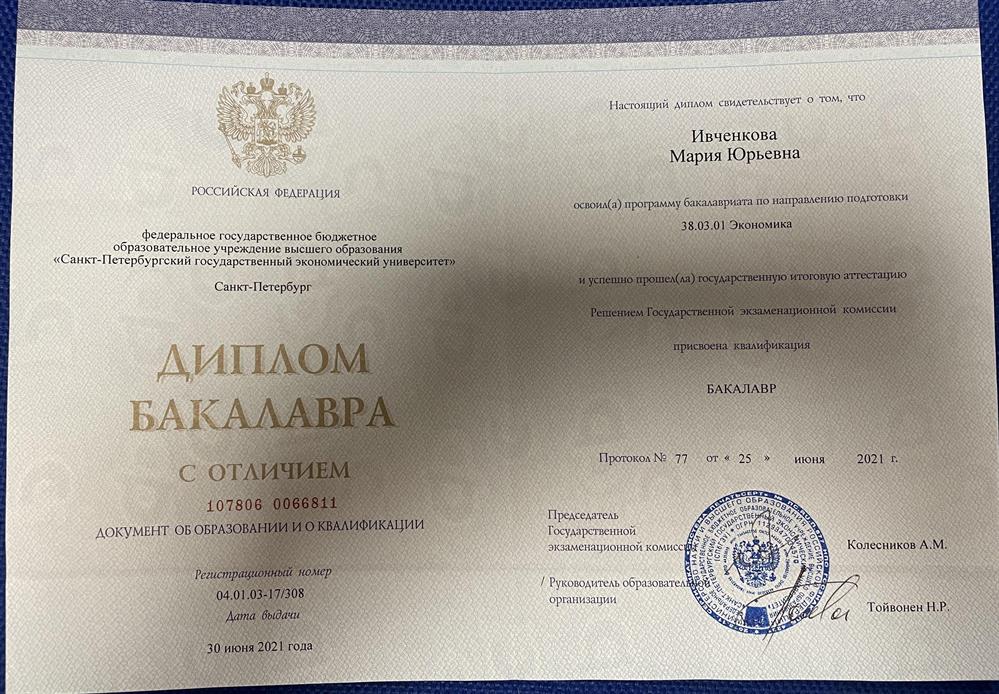 РОССИЙСКАЯ ФЕДЕРАЦИЯ
федеральное государственное бюджетное
образовательное учреждение высшего образования
«Санкт-Петербургский государственный экономический университет»
Санкт-Петербург
ДИПЛОМ
БАКАЛАВРА
С ОТЛИЧИЕМ
107806 0066811
ДОКУМЕНТ ОБ ОБРАЗОВАНИИ И О КВАЛИФИКАЦИИ
Регистрационный номер
04.01.03-17/308
Дата выдачи
30 июня 2021 года
Настоящий диплом свидетельствует о том, что
Ивченкова
Мария Юрьевна
освоил(а) программу бакалавриата по направлению подготовки
38.03.01 Экономика
и успешно прошел(ла) государственную итоговую аттестацию
Решением Государственной экзаменационной комиссии
присвоена квалификация
БАКАЛАВР
Протокол № 77 от « 25 » июня 2021 г.
Председатель
Государственной
экзаменационной комиссии
Колесников А.М.
/ Руководитель образовательной
организации
Тойвонен Н.Р.